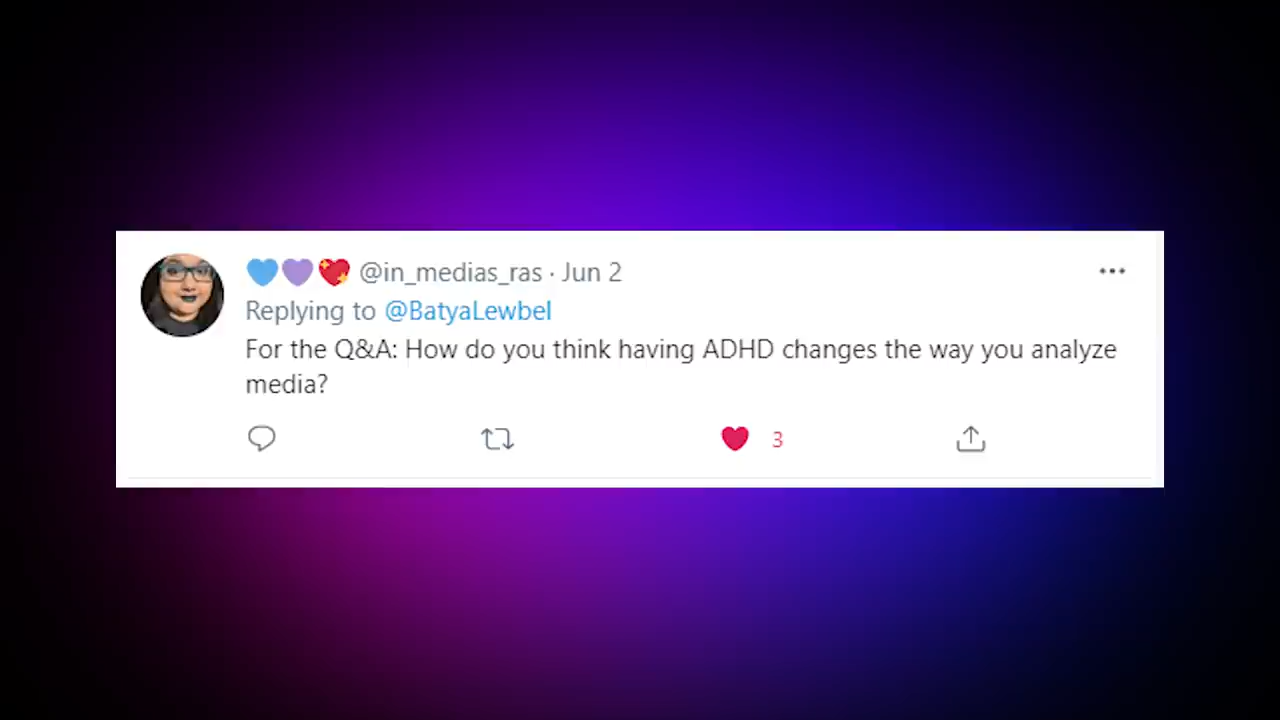 💙💜💖 @in_medias_ras · Jun 2
Replying to @BatyaLewbel
For the Q&A: How do you think having ADHD changes the way you analyze
media?
3